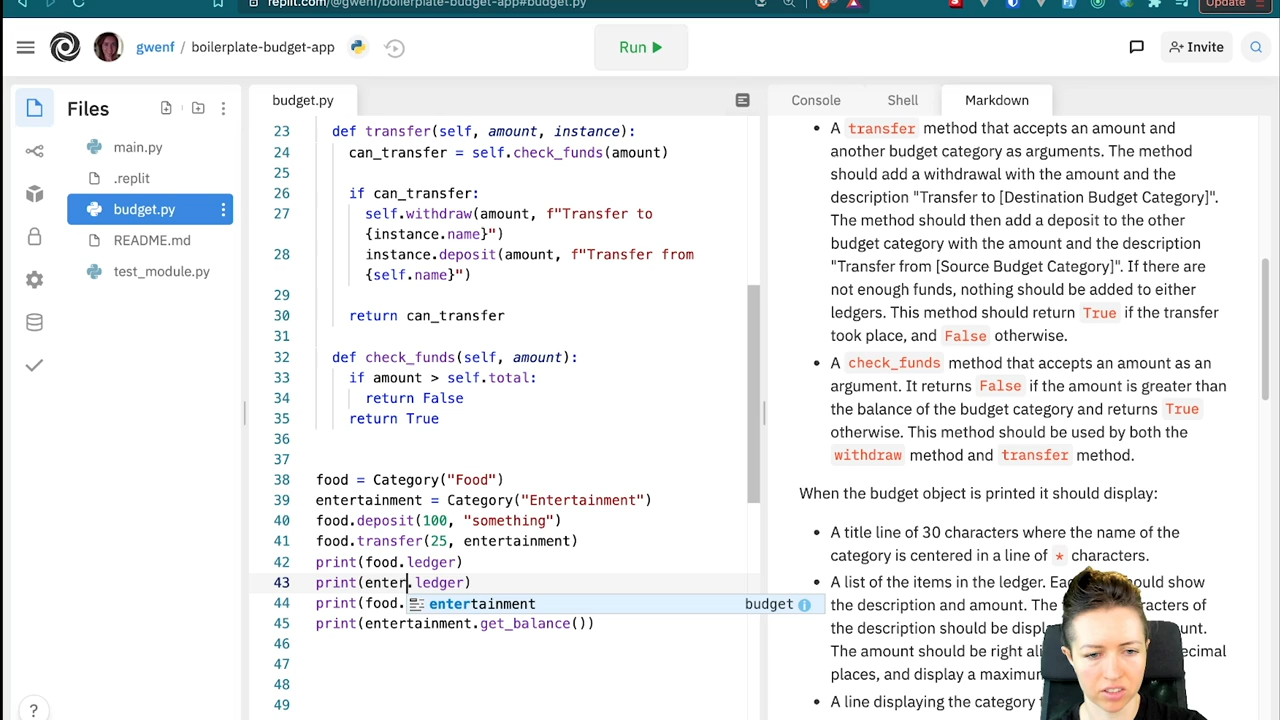 replit.com/@gwenf/boilerplate-budget-app#budget.py
Update
gwenf / boilerplate-budget-app
Run
Invite
Files
main.py
.replit
budget.py
README.md
test_module.py
?
budget.py
23 def transfer(self, amount, instance):
24 can_transfer = self.check_funds(amount)
25
26 if can_transfer:
27 self.withdraw(amount, f"Transfer to
{instance.name}")
28 instance.deposit(amount, f"Transfer from
{self.name}")
29
30 return can_transfer
31
32 def check_funds(self, amount):
33 if amount > self.total:
34 return False
35 return True
36
37
38 food = Category("Food")
39 entertainment = Category("Entertainment")
40 food.deposit(100, "something")
41 food.transfer(25, entertainment)
42 print(food.ledger)
43 print(enter.ledger)
44 print(food.
entertainment budget
45 print(entertainment.get_balance())
46
47
48
49
Console Shell Markdown
• A transfer method that accepts an amount and
another budget category as arguments. The method
should add a withdrawal with the amount and the
description "Transfer to [Destination Budget Category]".
The method should then add a deposit to the other
budget category with the amount and the description
"Transfer from [Source Budget Category]". If there are
not enough funds, nothing should be added to either
ledgers. This method should return True if the transfer
took place, and False otherwise.
• A check_funds method that accepts an amount as an
argument. It returns False if the amount is greater than
the balance of the budget category and returns True
otherwise. This method should be used by both the
withdraw method and transfer method.
When the budget object is printed it should display:
• A title line of 30 characters where the name of the
category is centered in a line of * characters.
• A list of the items in the ledger. should show
the description and amount. The of
the description should be
The amount should be right
places, and display a
• A line displaying the category